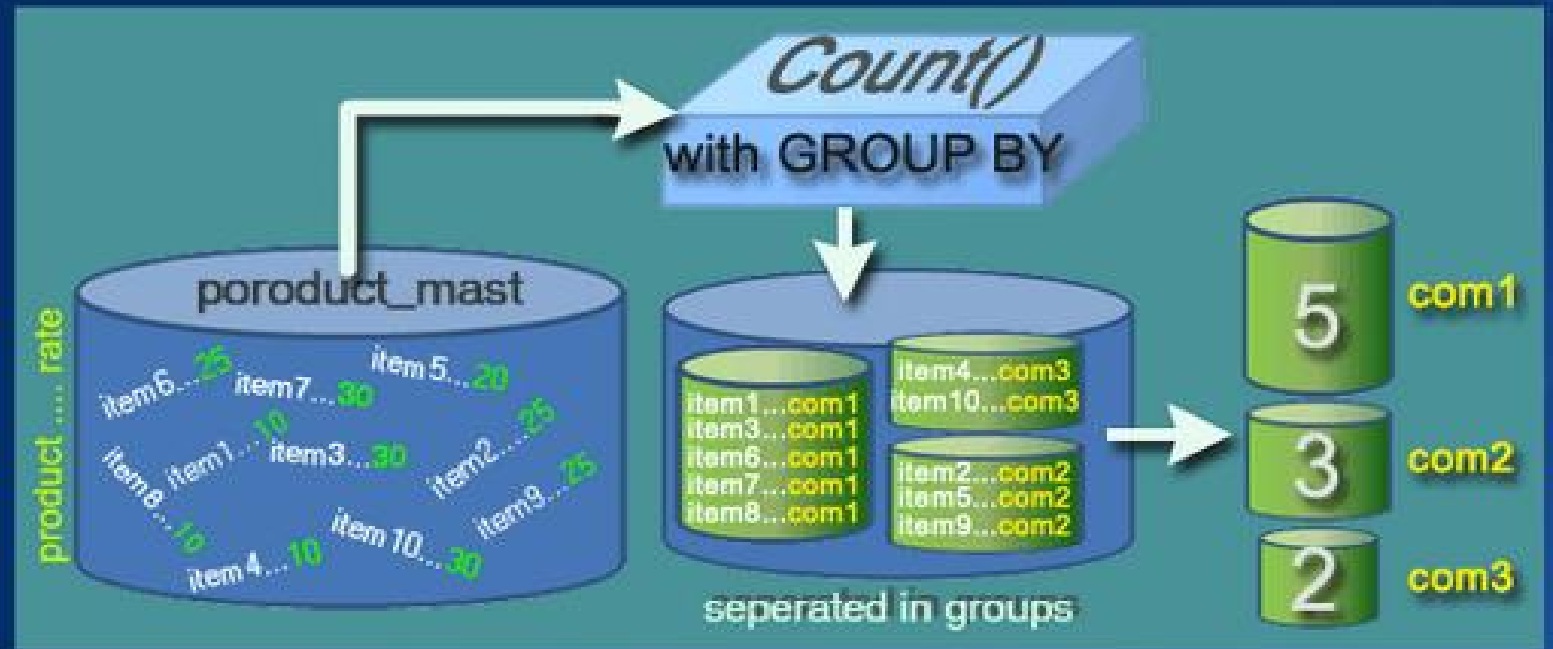 Count()
with GROUP BY
poroduct_mast
product ..... rate
item6...25
item7...30
item5...20
item1...10
item3...30
item2...25
item8...10
item9...25
item10...30
item4...10
item1...com1
item3...com1
item6...com1
item7...com1
item8...com1
item4...com3
item10...com3
item2...com2
item5...com2
item9...com2
seperated in groups
5 com1
3 com2
2 com3